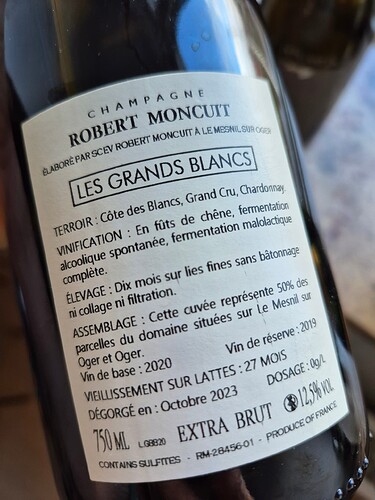 CHAMPAGNE
ROBERT MONCUIT
ÉLABORÉ PAR SCEV ROBERT MONCUIT À LE MESNIL SUR OGER
LES GRANDS BLANCS
TERROIR : Côte des Blancs, Grand Cru, Chardonnay.
VINIFICATION : En fûts de chêne, fermentation
alcoolique spontanée, fermentation malolactique
complète.
ÉLEVAGE : Dix mois sur lies fines sans bâtonnage
ni collage ni filtration.
ASSEMBLAGE : Cette cuvée représente 50% des
parcelles du domaine situées sur Le Mesnil sur
Oger et Oger.
Vin de base : 2020 Vin de réserve : 2019
VIEILLISSEMENT SUR LATTES : 27 MOIS
DÉGORGÉ en : Octobre 2023 DOSAGE : 0g/L
750 ML L GBB20 EXTRA BRUT 12,5% VOL
CONTAINS SULFITES - RM-28456-01 - PRODUCE OF FRANCE